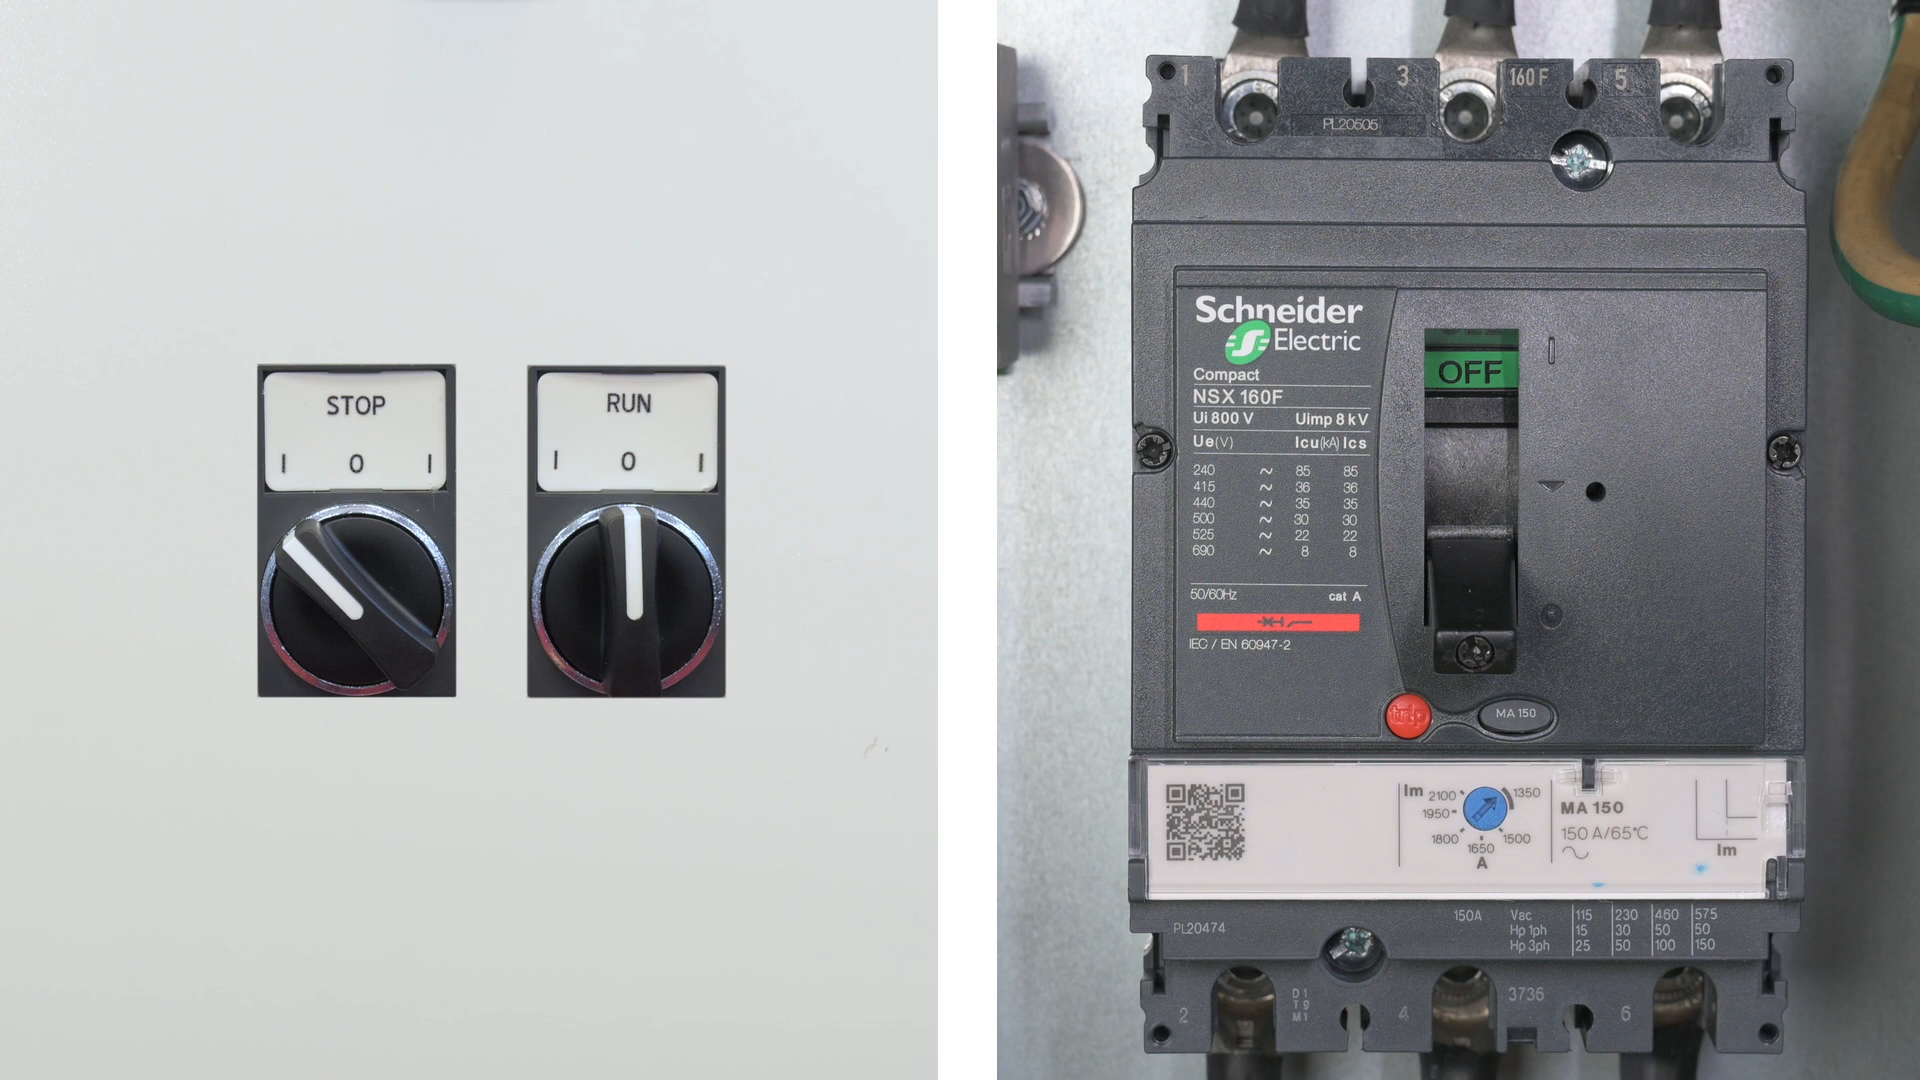 STOP
I O I
RUN
I O I
1 3 160 F 5
PL20505
Schneider
Electric
Compact
NSX 160F
Ui 800 V Uimp 8 kV
Ue(V) Icu(kA) Ics
240 ~ 85 85
415 ~ 36 36
440 ~ 35 35
500 ~ 30 30
525 ~ 22 22
690 ~ 8 8
50/60Hz cat A
IEC / EN 60947-2
OFF
I
O
MA 150
Im 2100 1350
1950
1800 1500
1650
A
MA 150
150 A/65°C
~
Im
PL20474
150A Vac 115 230 460 575
Hp 1ph 15 30 50 50
Hp 3ph 25 50 100 150
2 4 3736 6
D1
T9
M1